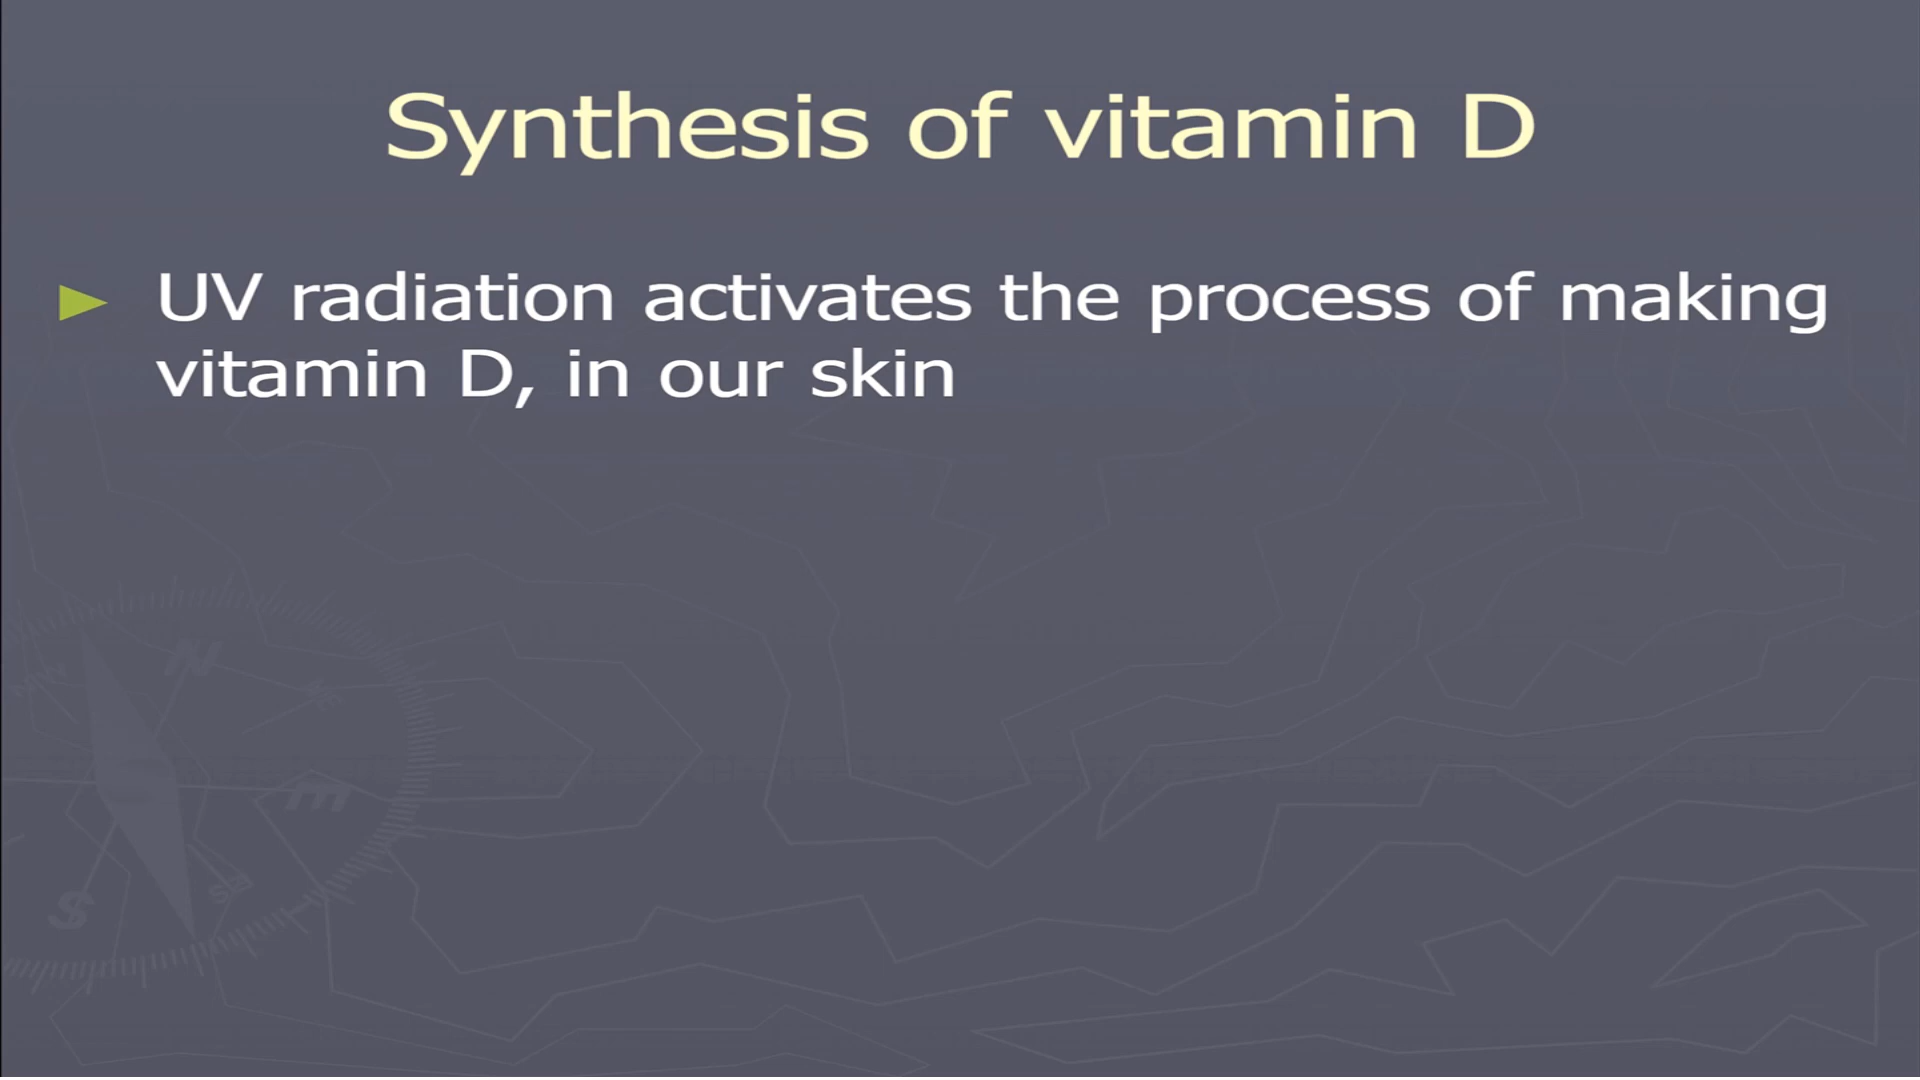 Synthesis of vitamin D
► UV radiation activates the process of making
vitamin D, in our skin
N
E
S